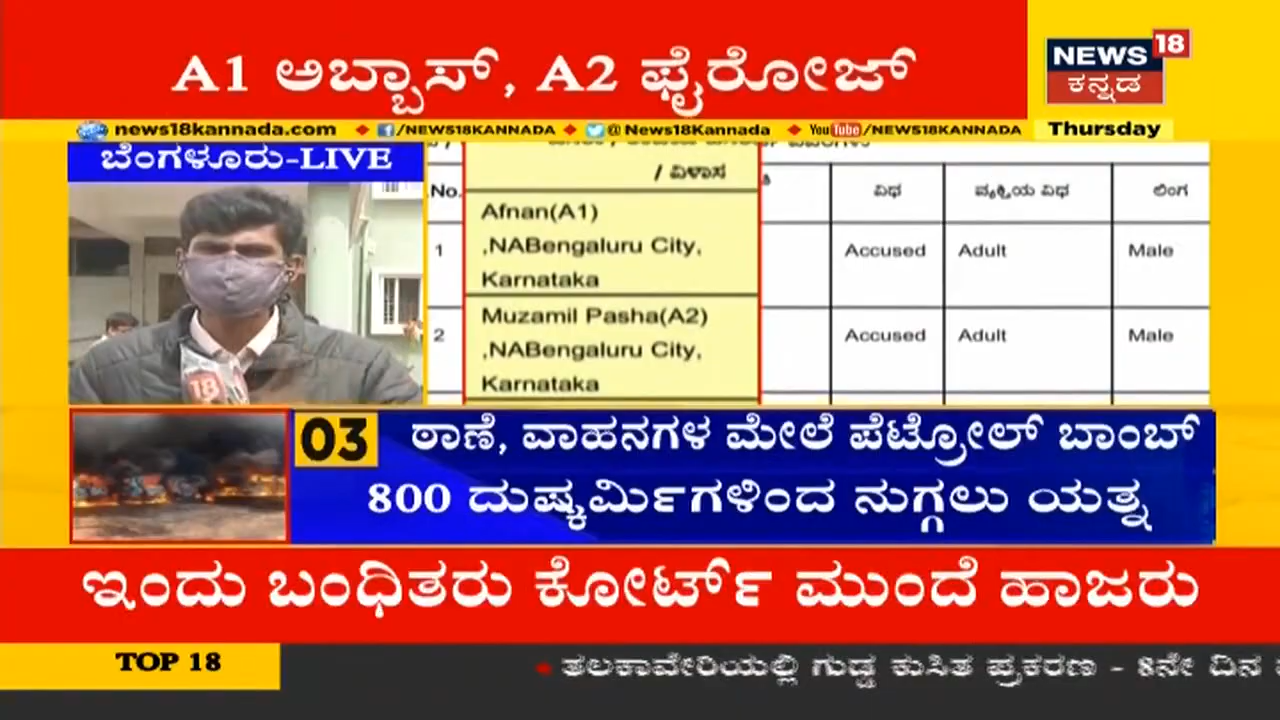 A1 ಅಬ್ಬಾಸ್, A2 ಫೈರೋಜ್
NEWS 18
ಕನ್ನಡ
news18kannada.com
/NEWS18KANNADA
@News18Kannada
YouTube /NEWS18KANNADA
Thursday
ಬೆಂಗಳೂರು-LIVE
/ ವಿಳಾಸ
.No.
ವಿಧ
ವ್ಯಕ್ತಿಯ ವಿಧ
ಲಿಂಗ
Afnan(A1)
,NABengaluru City,
Karnataka
1
Accused
Adult
Male
Muzamil Pasha(A2)
,NABengaluru City,
Karnataka
2
Accused
Adult
Male
18
03
ಠಾಣೆ, ವಾಹನಗಳ ಮೇಲೆ ಪೆಟ್ರೋಲ್ ಬಾಂಬ್
800 ದುಷ್ಕರ್ಮಿಗಳಿಂದ ನುಗ್ಗಲು ಯತ್ನ
ಇಂದು ಬಂಧಿತರು ಕೋರ್ಟ್ ಮುಂದೆ ಹಾಜರು
TOP 18
ತಲಕಾವೇರಿಯಲ್ಲಿ ಗುಡ್ಡ ಕುಸಿತ ಪ್ರಕರಣ - 8ನೇ ದಿನ